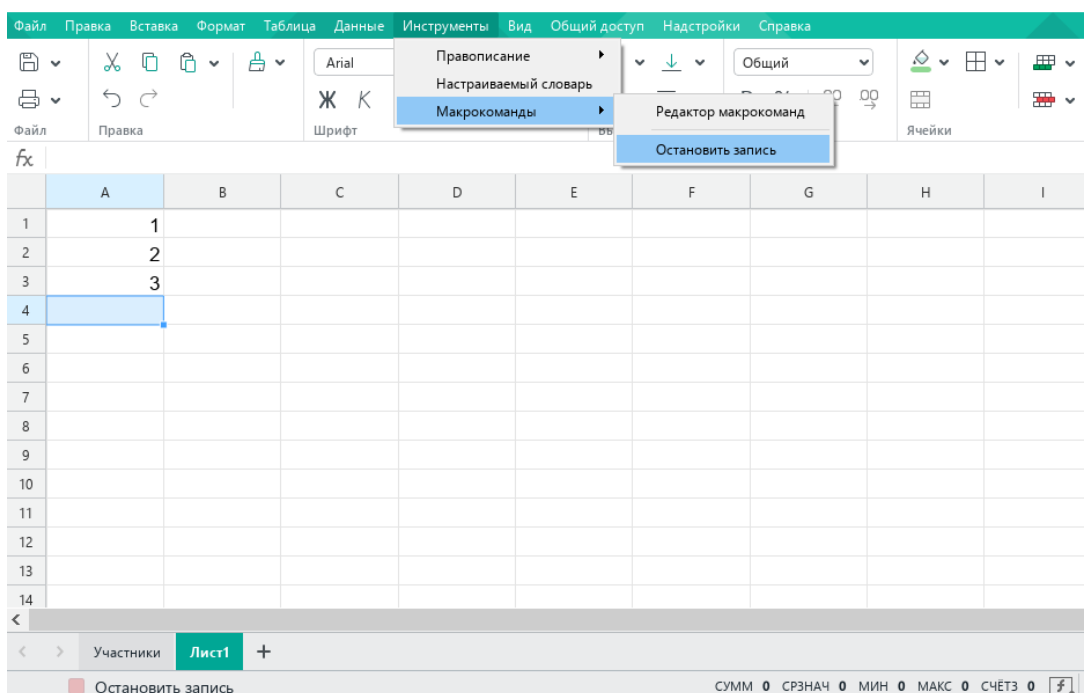 Файл Правка Вставка Формат Таблица Данные Инструменты Вид Общий доступ Надстройки Справка
Arial
Правописание
Общий
Настраиваемый словарь
Ж К
Макрокоманды
Редактор макрокоманд
Файл Правка Шрифт Ячейки
Остановить запись
fx
A B C D E F G H I
1 1
2 2
3 3
4
5
6
7
8
9
10
11
12
13
14
Участники Лист1 +
Остановить запись СУММ 0 СРЗНАЧ 0 МИН 0 МАКС 0 СЧЁТЗ 0